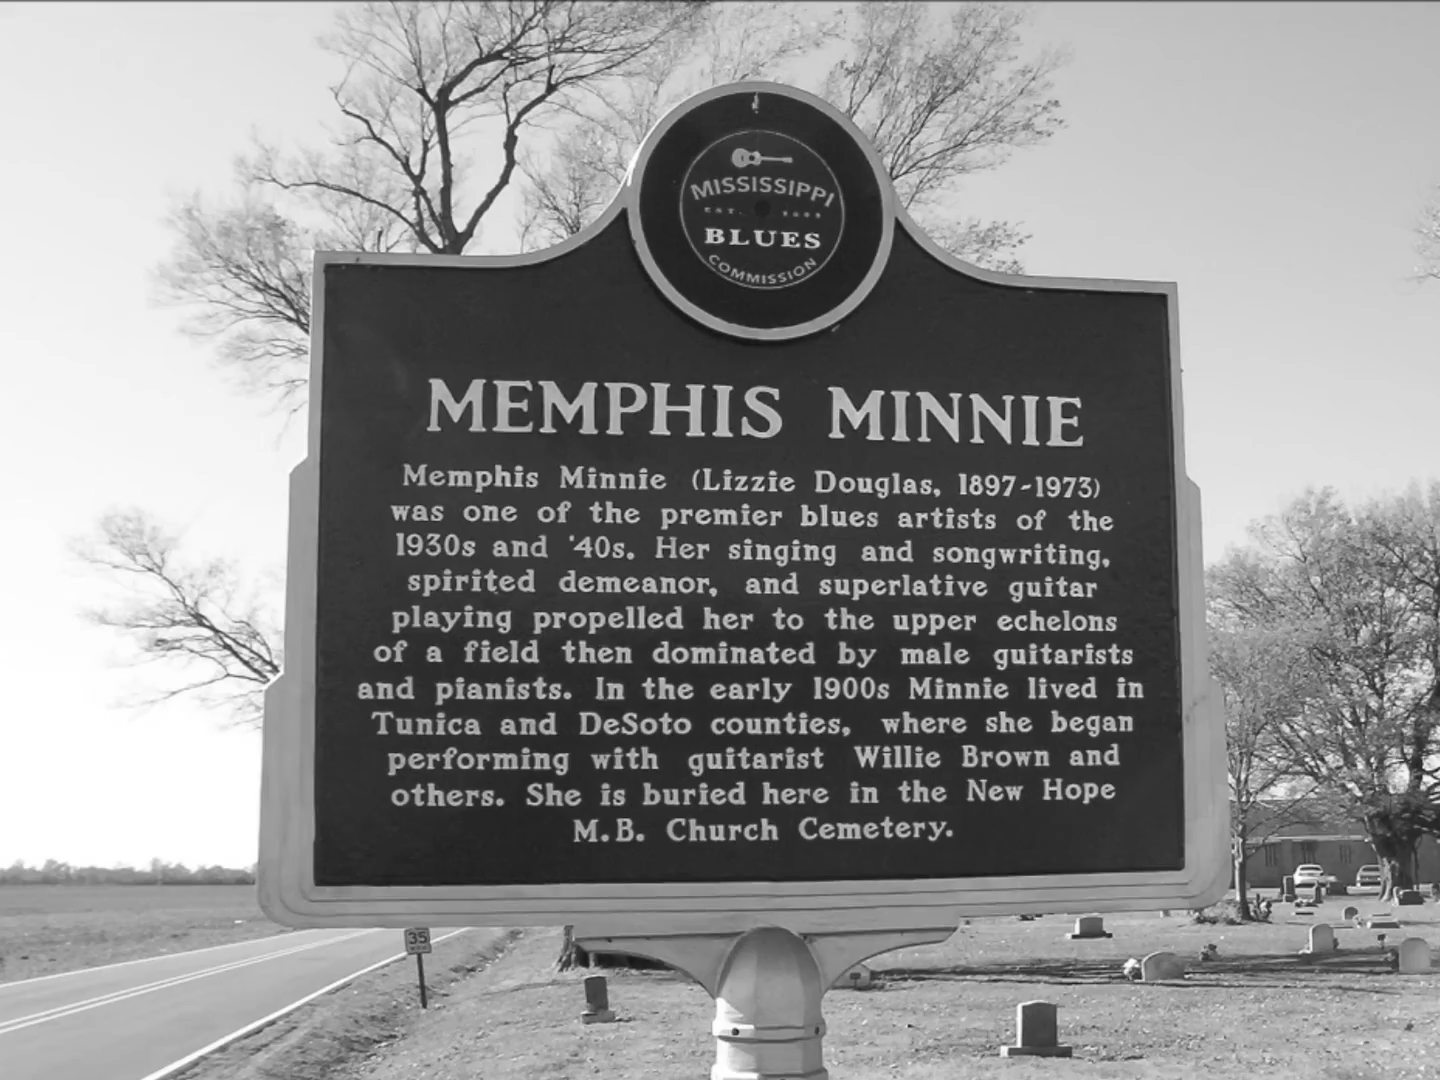 MISSISSIPPI
EST.
BLUES
COMMISSION
MEMPHIS MINNIE
Memphis Minnie (Lizzie Douglas, 1897-1973)
was one of the premier blues artists of the
1930s and '40s. Her singing and songwriting,
spirited demeanor, and superlative guitar
playing propelled her to the upper echelons
of a field then dominated by male guitarists
and pianists. In the early 1900s Minnie lived in
Tunica and DeSoto counties, where she began
performing with guitarist Willie Brown and
others. She is buried here in the New Hope
M.B. Church Cemetery.
35